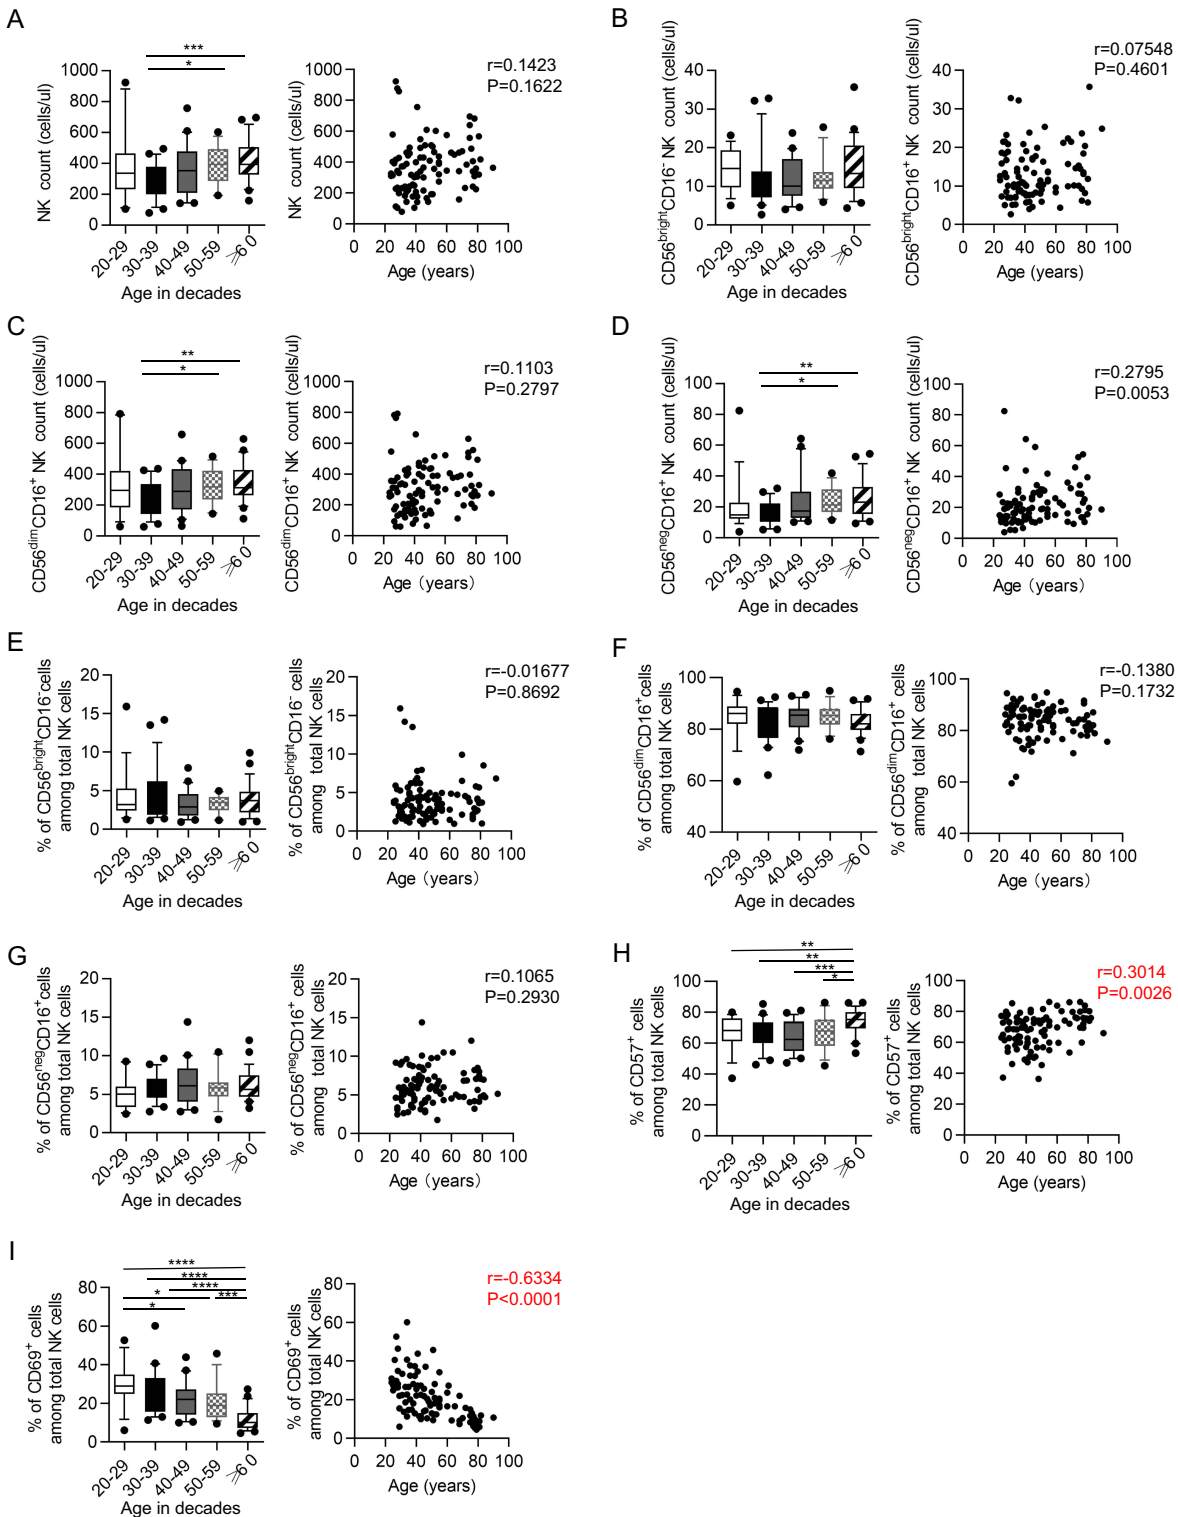 A
NK count (cells/ul)
1000
800
600
400
200
0
***
*
20-29
30-39
40-49
50-59
⩾60
Age in decades
NK count (cells/ul)
1000
800
600
400
200
0
0 20 40 60 80 100
Age (years)
r=0.1423
P=0.1622
B
CD56brightCD16- NK count (cells/ul)
40
30
20
10
0
20-29
30-39
40-49
50-59
⩾60
Age in decades
CD56brightCD16+ NK count (cells/ul)
40
30
20
10
0
0 20 40 60 80 100
Age (years)
r=0.07548
P=0.4601
C
CD56dimCD16+ NK count (cells/ul)
1000
800
600
400
200
0
**
*
20-29
30-39
40-49
50-59
⩾60
Age in decades
CD56dimCD16+ NK count (cells/ul)
1000
800
600
400
200
0
0 20 40 60 80 100
Age (years)
r=0.1103
P=0.2797
D
CD56negCD16+ NK count (cells/ul)
100
80
60
40
20
0
**
*
20-29
30-39
40-49
50-59
⩾60
Age in decades
CD56negCD16+ NK count (cells/ul)
100
80
60
40
20
0
0 20 40 60 80 100
Age (years)
r=0.2795
P=0.0053
E
% of CD56brightCD16-cells
among total NK cells
20
15
10
5
0
20-29
30-39
40-49
50-59
⩾60
Age in decades
% of CD56brightCD16- cells
among total NK cells
20
15
10
5
0
0 20 40 60 80 100
Age (years)
r=-0.01677
P=0.8692
F
% of CD56dimCD16+cells
among total NK cells
100
80
60
40
20-29
30-39
40-49
50-59
⩾60
Age in decades
% of CD56dimCD16+ cells
among total NK cells
100
80
60
40
0 20 40 60 80 100
Age (years)
r=-0.1380
P=0.1732
G
% of CD56negCD16+cells
among total NK cells
20
15
10
5
0
20-29
30-39
40-49
50-59
⩾60
Age in decades
% of CD56negCD16+ cells
among total NK cells
20
15
10
5
0
0 20 40 60 80 100
Age (years)
r=0.1065
P=0.2930
H
% of CD57+ cells
among total NK cells
100
80
60
40
20
0
**
**
***
*
20-29
30-39
40-49
50-59
⩾60
Age in decades
% of CD57+ cells
among total NK cells
100
80
60
40
20
0
0 20 40 60 80 100
Age (years)
r=0.3014
P=0.0026
I
% of CD69+ cells
among total NK cells
80
60
40
20
0
****
****
****
* ***
*
20-29
30-39
40-49
50-59
⩾60
Age in decades
% of CD69+ cells
among total NK cells
80
60
40
20
0
0 20 40 60 80 100
Age (years)
r=-0.6334
P<0.0001